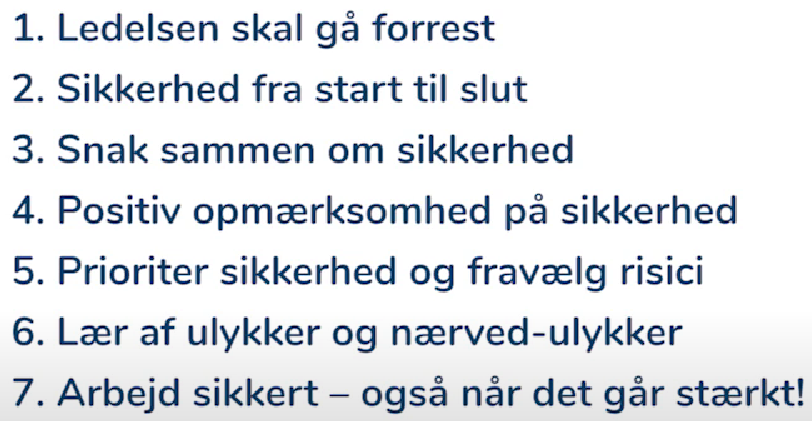 1. Ledelsen skal gå forrest
2. Sikkerhed fra start til slut
3. Snak sammen om sikkerhed
4. Positiv opmærksomhed på sikkerhed
5. Prioriter sikkerhed og fravælg risici
6. Lær af ulykker og nærved-ulykker
7. Arbejd sikkert – også når det går stærkt!